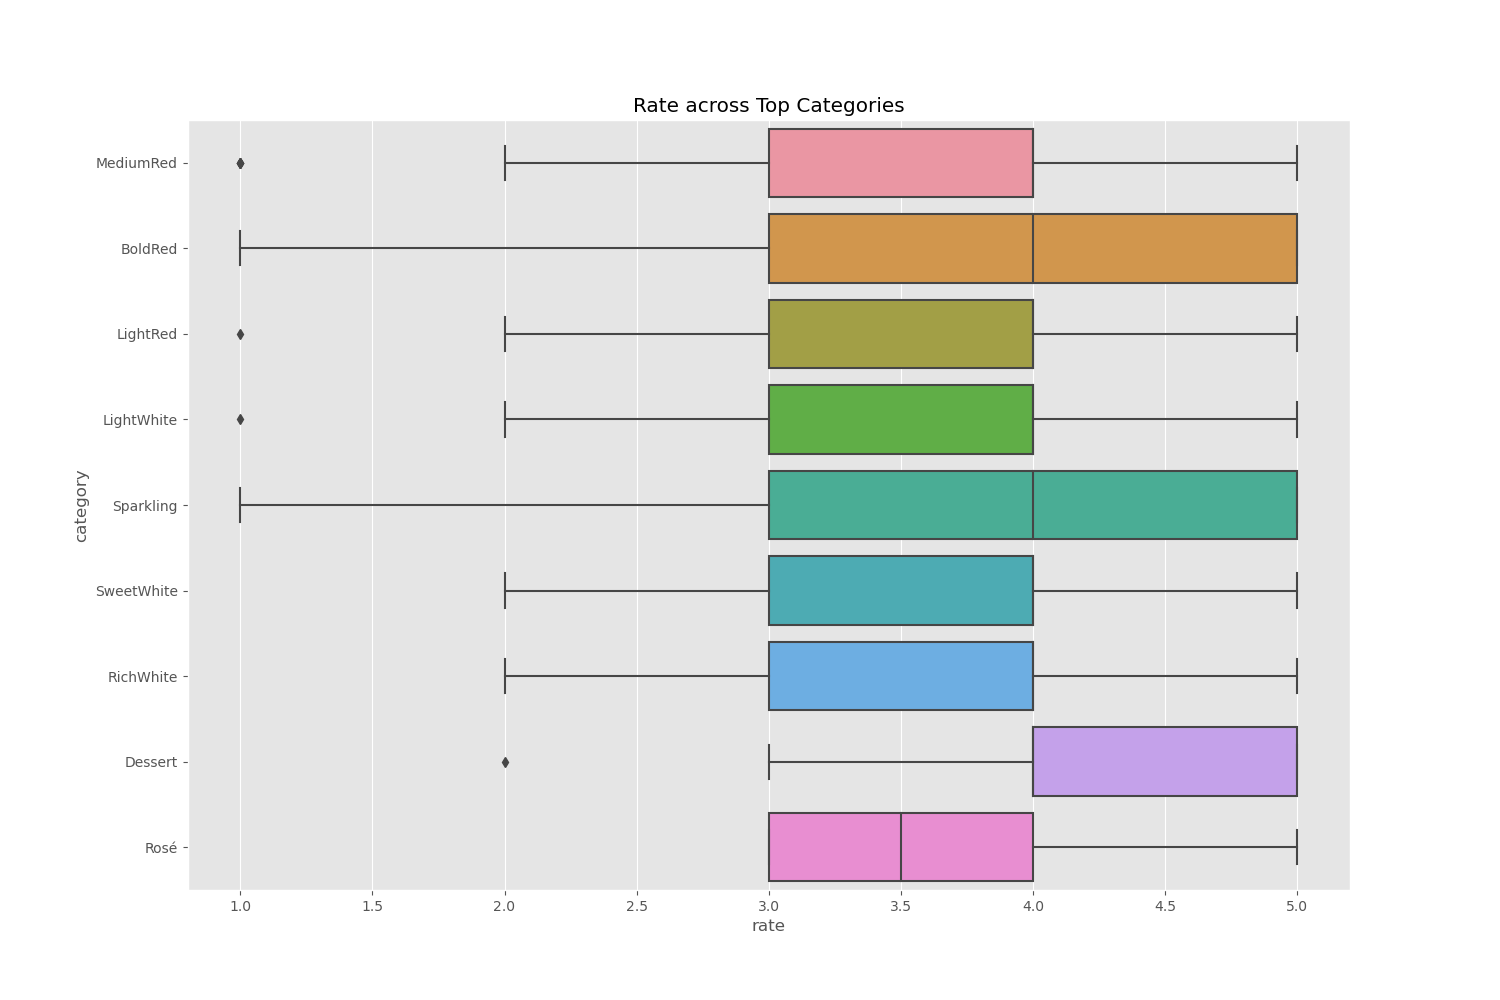 Rate across Top Categories
MediumRed
BoldRed
LightRed
LightWhite
Sparkling
SweetWhite
RichWhite
Dessert
Rosé
category
1.0 1.5 2.0 2.5 3.0 3.5 4.0 4.5 5.0
rate